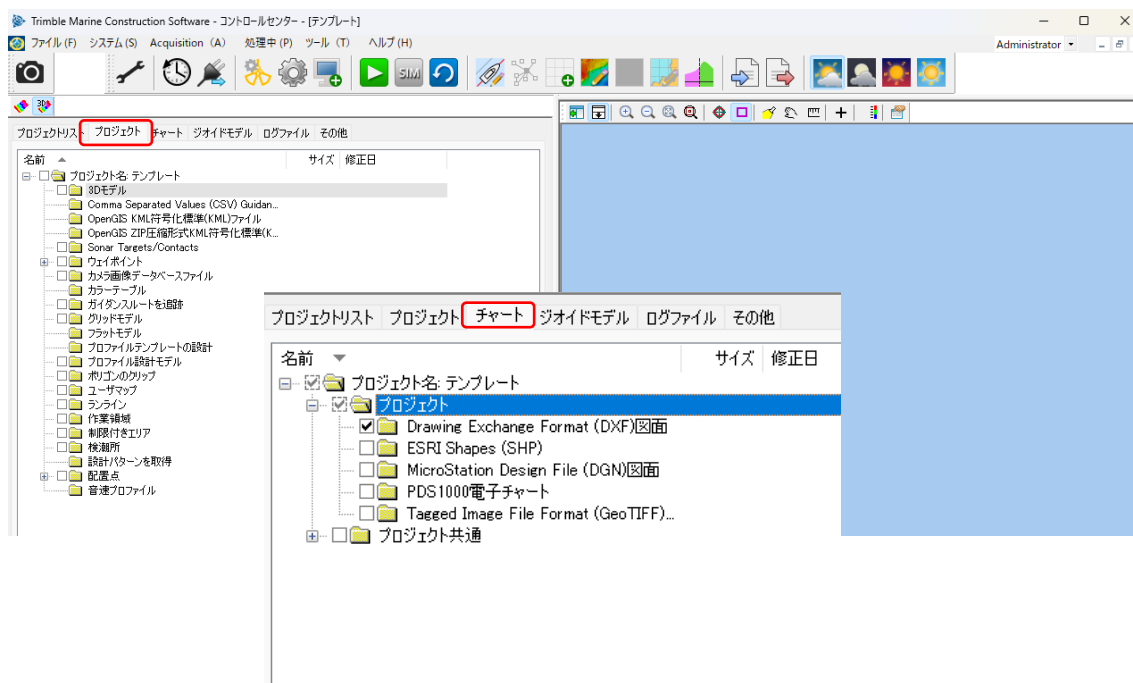 Trimble Marine Construction Software - コントロールセンター - [テンプレート]
ファイル(F) システム(S) Acquisition (A) 処理中(P) ツール (T) ヘルプ(H)
Administrator
SIM
3D
プロジェクトリスト プロジェクト チャート ジオイドモデル ログファイル その他
名前 サイズ 修正日
プロジェクト名: テンプレート
3Dモデル
Comma Separated Values (CSV) Guidan...
OpenGIS KML符号化標準(KML)ファイル
OpenGIS ZIP圧縮形式KML符号化標準(K...
Sonar Targets/Contacts
ウェイポイント
カメラ画像データベースファイル
カラーテーブル
ガイダンスルートを追跡
グリッドモデル
フラットモデル
プロファイルテンプレートの設計
プロファイル設計モデル
ポリゴンのクリップ
ユーザマップ
ランライン
作業領域
制限付きエリア
検潮所
設計パターンを取得
配置点
音速プロファイル
プロジェクトリスト プロジェクト チャート ジオイドモデル ログファイル その他
名前 サイズ 修正日
プロジェクト名: テンプレート
プロジェクト
Drawing Exchange Format (DXF)図面
ESRI Shapes (SHP)
MicroStation Design File (DGN)図面
PDS1000電子チャート
Tagged Image File Format (GeoTIFF)...
プロジェクト共通